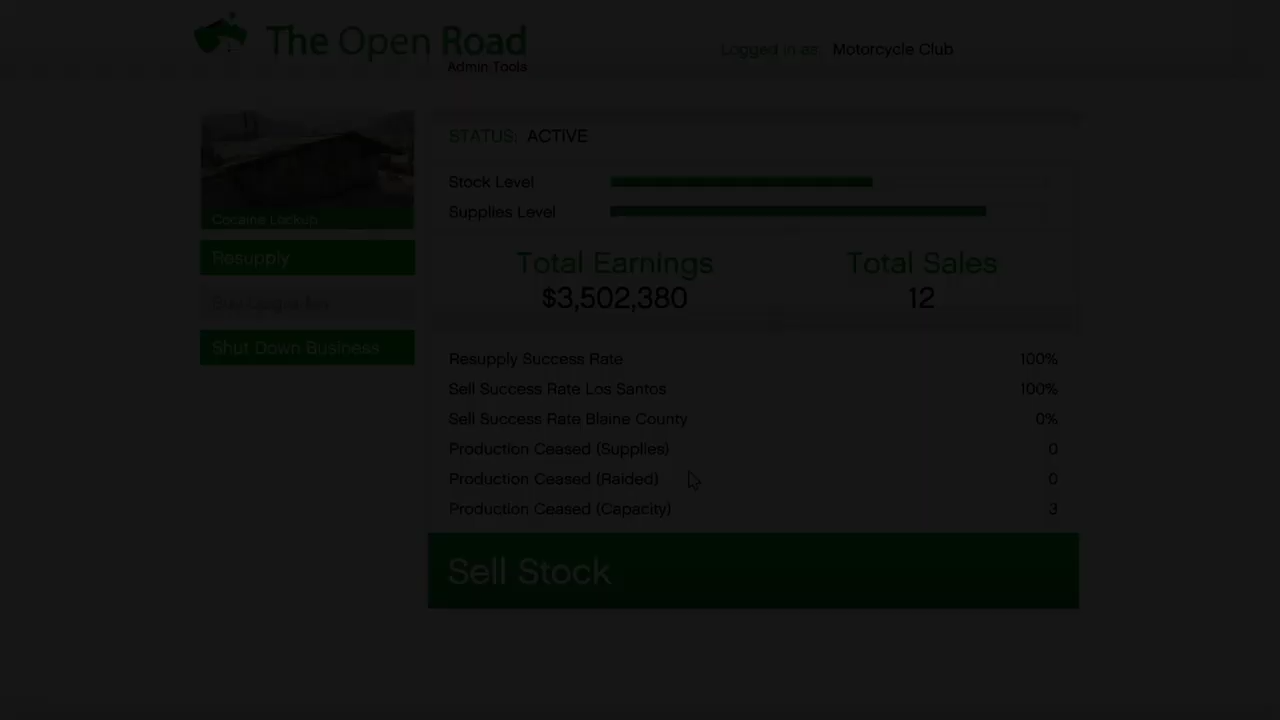 The Open Road
Admin Tools
Logged in as: Motorcycle Club
Cocaine Lockup
Resupply
Shut Down Business
STATUS: ACTIVE
Stock Level
Supplies Level
Total Earnings
$3,502,380
Total Sales
12
Resupply Success Rate 100%
Sell Success Rate Los Santos 100%
Sell Success Rate Blaine County 0%
Production Ceased (Supplies) 0
Production Ceased (Raided) 0
Production Ceased (Capacity) 3
Sell Stock